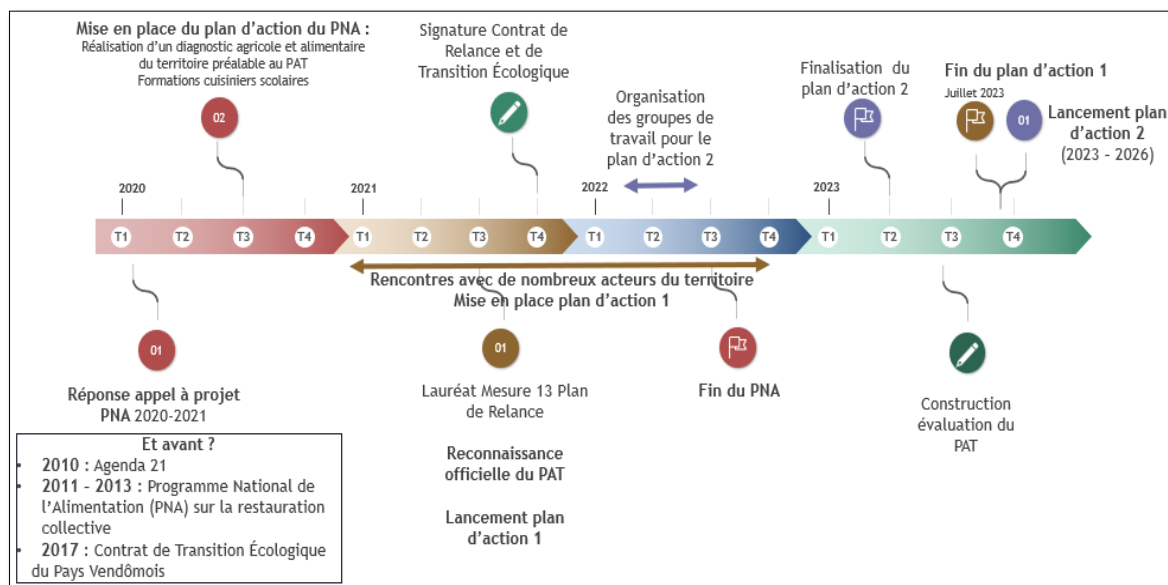 Mise en place du plan d'action du PNA :
Réalisation d'un diagnostic agricole et alimentaire
du territoire préalable au PAT
Formations cuisiniers scolaires
02
Signature Contrat de
Relance et de
Transition Écologique
Organisation
des groupes de
travail pour le
plan d'action 2
Finalisation du
plan d'action 2
Fin du plan d'action 1
Juillet 2023
01
Lancement plan
d'action 2
(2023 - 2026)
2020
2021
2022
2023
T1 T2 T3 T4 T1 T2 T3 T4 T1 T2 T3 T4 T1 T2 T3 T4
Rencontres avec de nombreux acteurs du territoire
Mise en place plan d'action 1
01
Réponse appel à projet
PNA 2020-2021
01
Lauréat Mesure 13 Plan
de Relance
Reconnaissance
officielle du PAT
Lancement plan
d'action 1
Fin du PNA
Construction
évaluation du
PAT
Et avant ?
• 2010 : Agenda 21
• 2011 - 2013 : Programme National de
l'Alimentation (PNA) sur la restauration
collective
• 2017 : Contrat de Transition Écologique
du Pays Vendômois